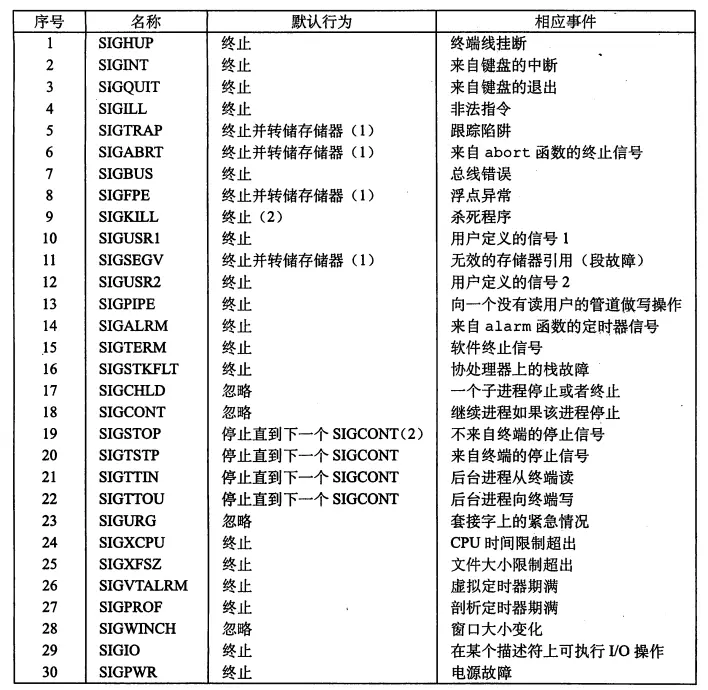 序号 名称 默认行为 相应事件
1 SIGHUP 终止 终端线挂断
2 SIGINT 终止 来自键盘的中断
3 SIGQUIT 终止 来自键盘的退出
4 SIGILL 终止 非法指令
5 SIGTRAP 终止并转储存储器（1） 跟踪陷阱
6 SIGABRT 终止并转储存储器（1） 来自 abort 函数的终止信号
7 SIGBUS 终止 总线错误
8 SIGFPE 终止并转储存储器（1） 浮点异常
9 SIGKILL 终止（2） 杀死程序
10 SIGUSR1 终止 用户定义的信号 1
11 SIGSEGV 终止并转储存储器（1） 无效的存储器引用（段故障）
12 SIGUSR2 终止 用户定义的信号 2
13 SIGPIPE 终止 向一个没有读用户的管道做写操作
14 SIGALRM 终止 来自 alarm 函数的定时器信号
15 SIGTERM 终止 软件终止信号
16 SIGSTKFLT 终止 协处理器上的栈故障
17 SIGCHLD 忽略 一个子进程停止或者终止
18 SIGCONT 忽略 继续进程如果该进程停止
19 SIGSTOP 停止直到下一个 SIGCONT(2) 不来自终端的停止信号
20 SIGTSTP 停止直到下一个 SIGCONT 来自终端的停止信号
21 SIGTTIN 停止直到下一个 SIGCONT 后台进程从终端读
22 SIGTTOU 停止直到下一个 SIGCONT 后台进程向终端写
23 SIGURG 忽略 套接字上的紧急情况
24 SIGXCPU 终止 CPU 时间限制超出
25 SIGXFSZ 终止 文件大小限制超出
26 SIGVTALRM 终止 虚拟定时器期满
27 SIGPROF 终止 剖析定时器期满
28 SIGWINCH 忽略 窗口大小变化
29 SIGIO 终止 在某个描述符上可执行 I/O 操作
30 SIGPWR 终止 电源故障